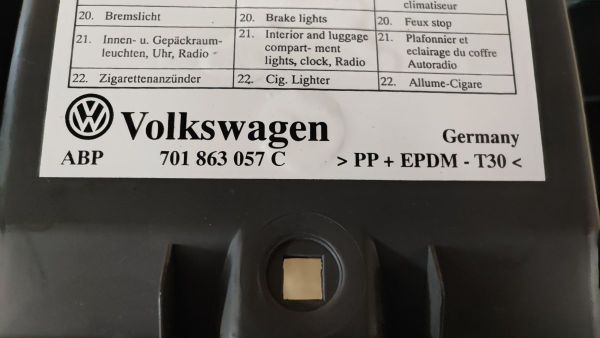 climatiseur
20. Bremslicht 20. Brake lights 20. Feux stop
21. Innen- u. Gepäckraum- 21. Interior and luggage 21. Plafonnier et
leuchten, Uhr, Radio compart- ment eclairage du coffre
lights, clock, Radio Autoradio
22. Zigarettenanzünder 22. Cig. Lighter 22. Allume-Cigare
VW Volkswagen Germany
ABP 701 863 057 C > PP + EPDM - T30 <